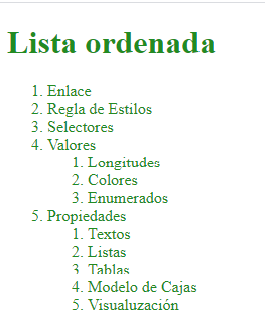 Lista ordenada
1. Enlace
2. Regla de Estilos
3. Selectores
4. Valores
1. Longitudes
2. Colores
3. Enumerados
5. Propiedades
1. Textos
2. Listas
3. Tablas
4. Modelo de Cajas
5. Visualuzación